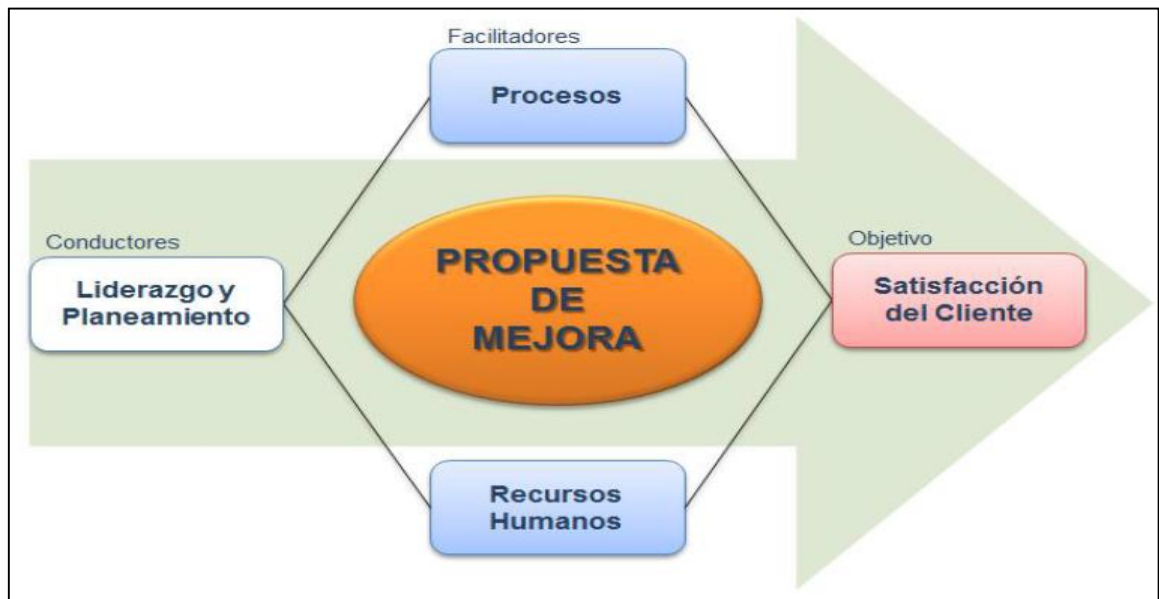 Facilitadores
Procesos
Conductores
Liderazgo y
Planeamiento
PROPUESTA
DE
MEJORA
Objetivo
Satisfacción
del Cliente
Recursos
Humanos